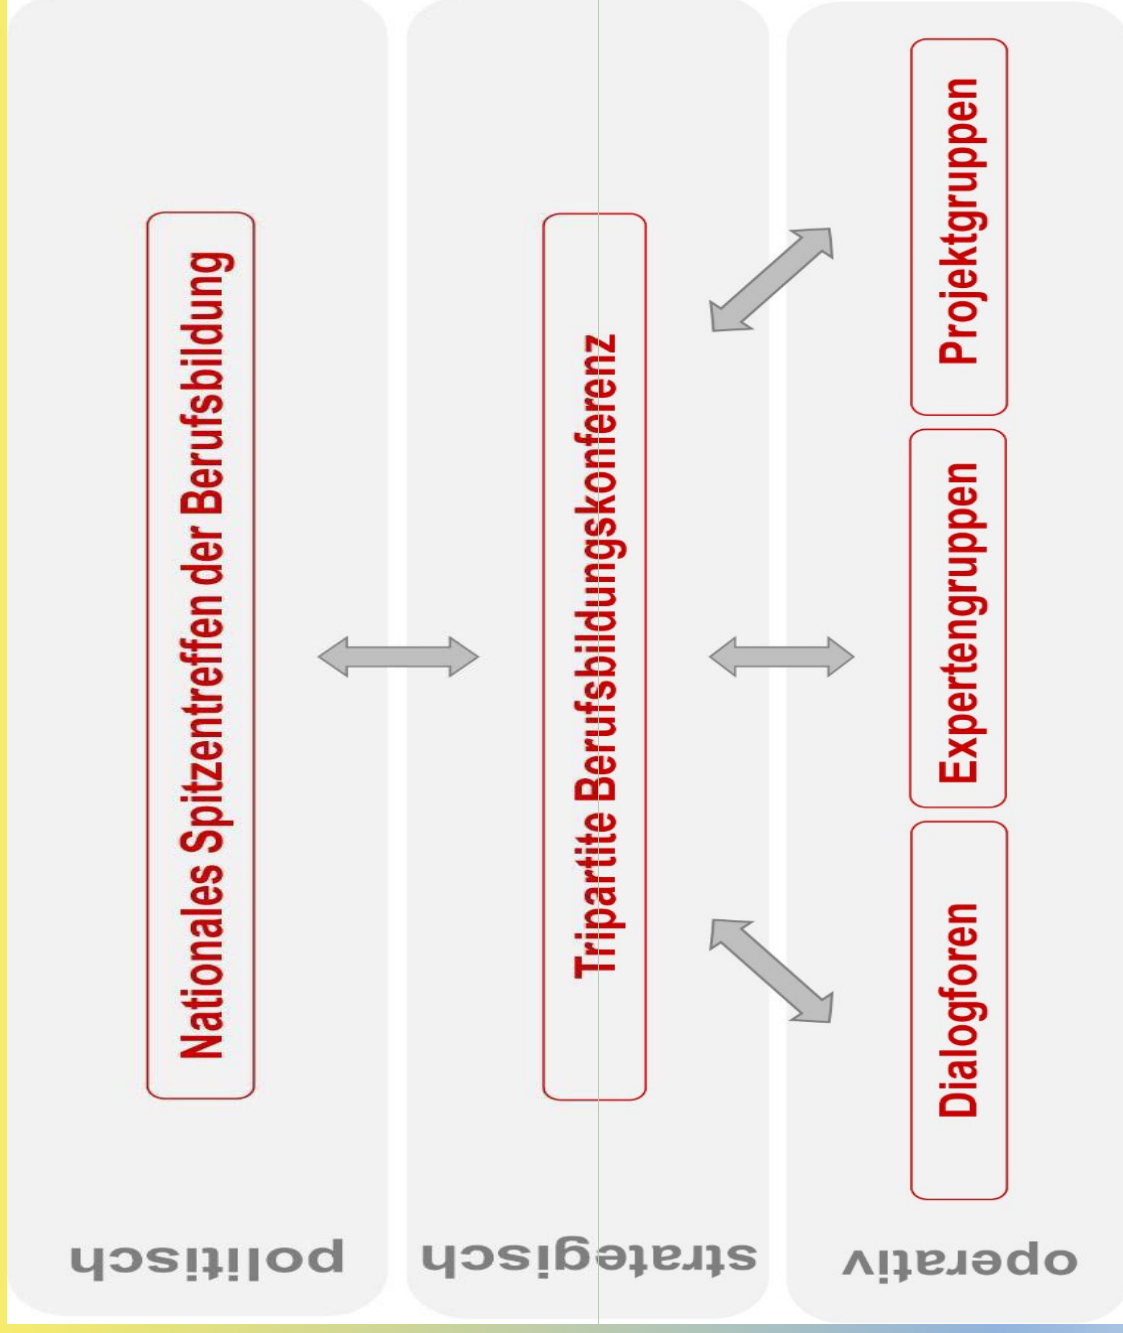 politisch
Nationales Spitzentreffen der Berufsbildung
strategisch
Tripartite Berufsbildungskonferenz
operativ
Dialogforen
Expertengruppen
Projektgruppen